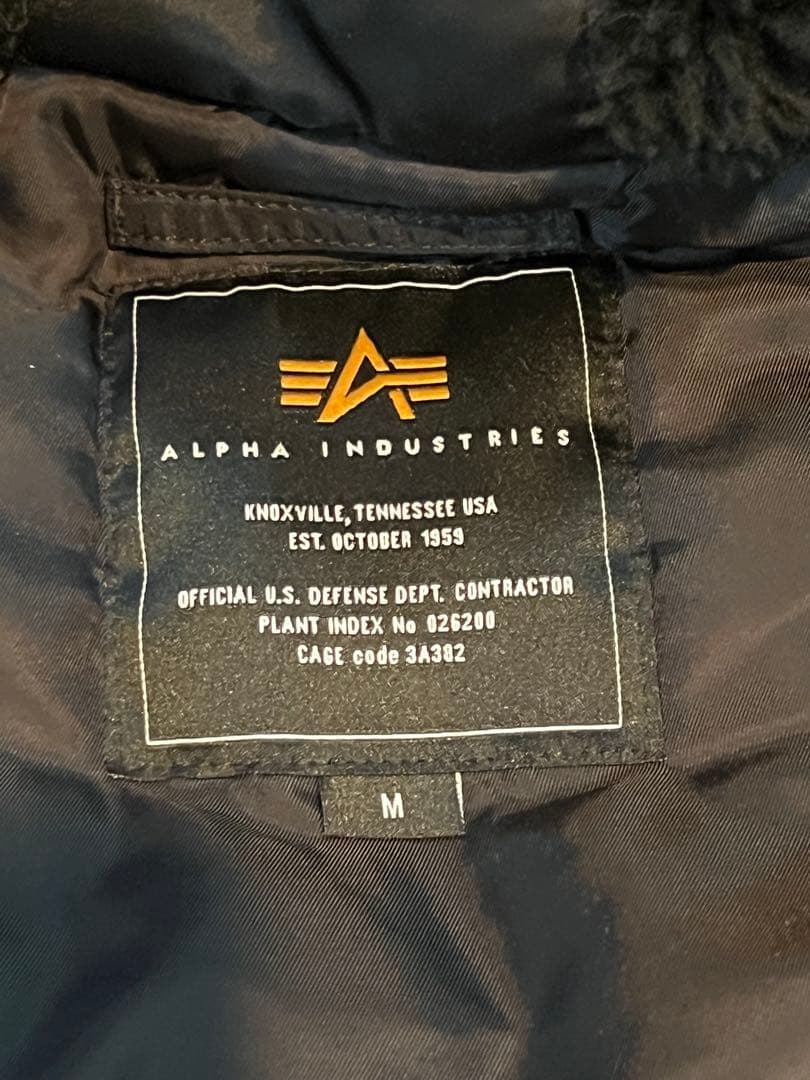 ALPHA INDUSTRIES
KNOXVILLE, TENNESSEE USA
EST. OCTOBER 1959
OFFICIAL U.S. DEFENSE DEPT. CONTRACTOR
PLANT INDEX No 026200
CAGE code 3A382
M